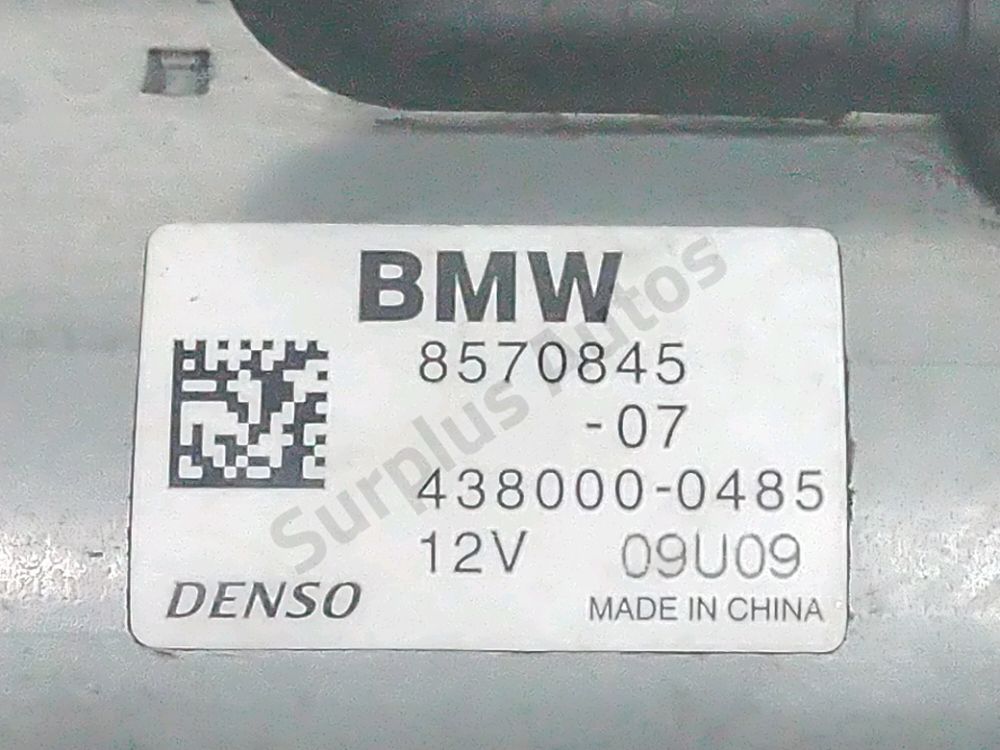 BMW
8570845
-07
438000-0485
12V 09U09
DENSO MADE IN CHINA
Surplus Autos